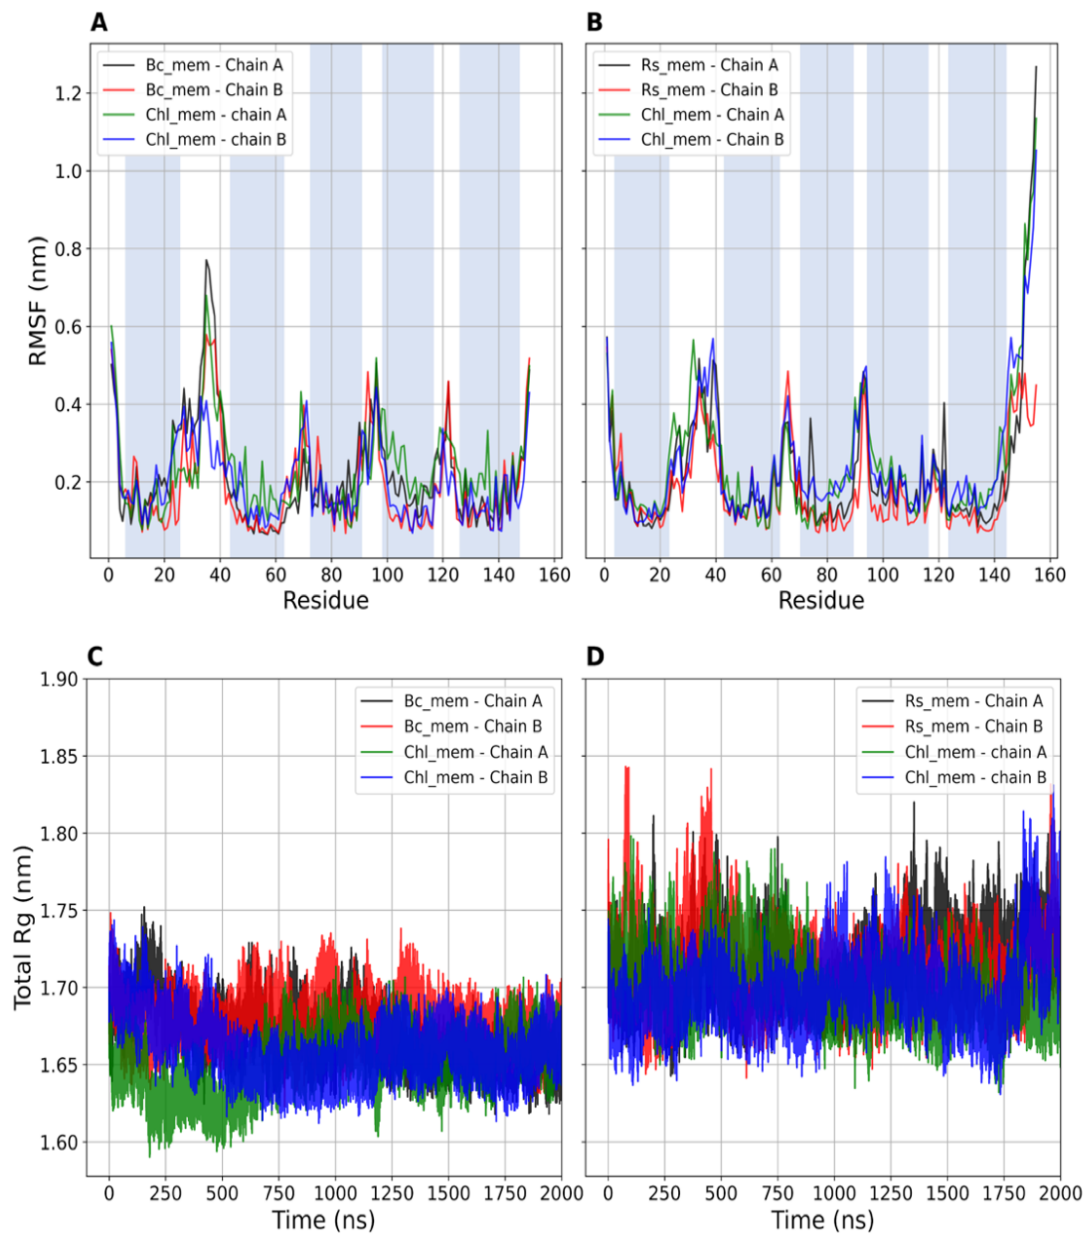 A
Bc_mem - Chain A
Bc_mem - Chain B
Chl_mem - chain A
Chl_mem - chain B
RMSF (nm)
1.2
1.0
0.8
0.6
0.4
0.2
0 20 40 60 80 100 120 140 160
Residue
B
Rs_mem - Chain A
Rs_mem - Chain B
Chl_mem - Chain A
Chl_mem - Chain B
0 20 40 60 80 100 120 140 160
Residue
C
Bc_mem - Chain A
Bc_mem - Chain B
Chl_mem - Chain A
Chl_mem - Chain B
Total Rg (nm)
1.90
1.85
1.80
1.75
1.70
1.65
1.60
0 250 500 750 1000 1250 1500 1750 2000
Time (ns)
D
Rs_mem - Chain A
Rs_mem - Chain B
Chl_mem - chain A
Chl_mem - chain B
0 250 500 750 1000 1250 1500 1750 2000
Time (ns)